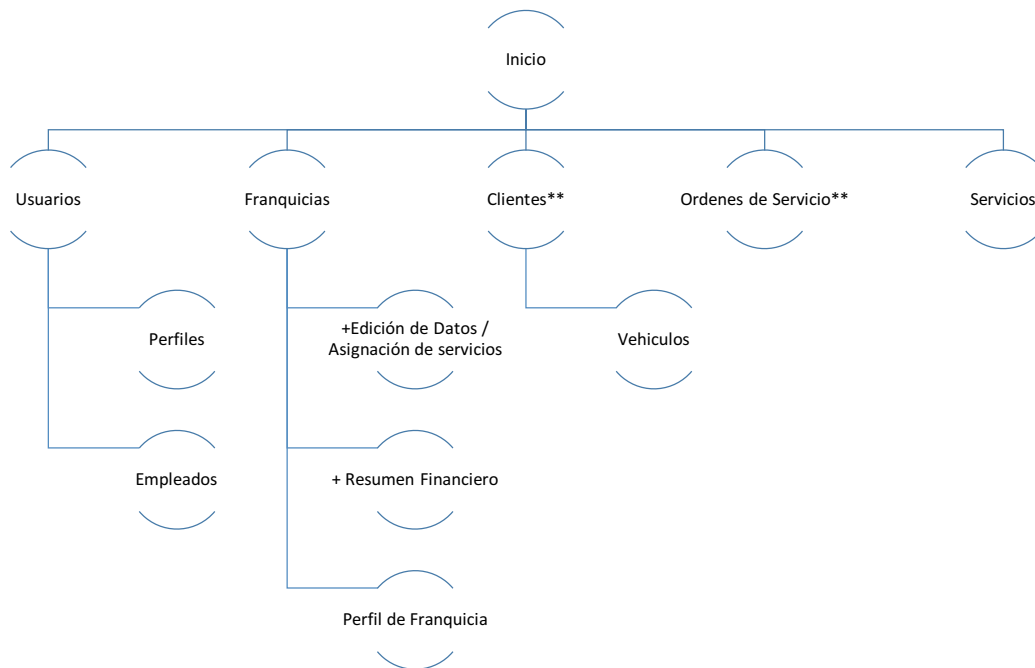 Inicio
Usuarios
Franquicias
Clientes**
Ordenes de Servicio**
Servicios
Perfiles
+Edición de Datos /
Asignación de servicios
Vehiculos
Empleados
+ Resumen Financiero
Perfil de Franquicia